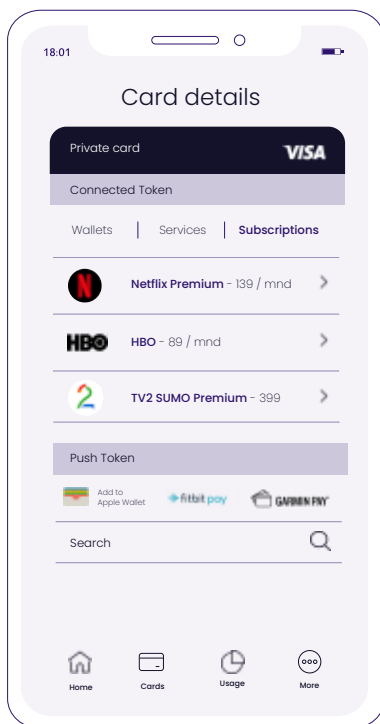 18:01
Card details
Private card VISA
Connected Token
Wallets Services Subscriptions
Netflix Premium - 139 / mnd
HBO HBO - 89 / mnd
2 TV2 SUMO Premium - 399
Push Token
Add to
Apple Wallet
fitbit pay GARMIN PAY
Search
Home Cards Usage More